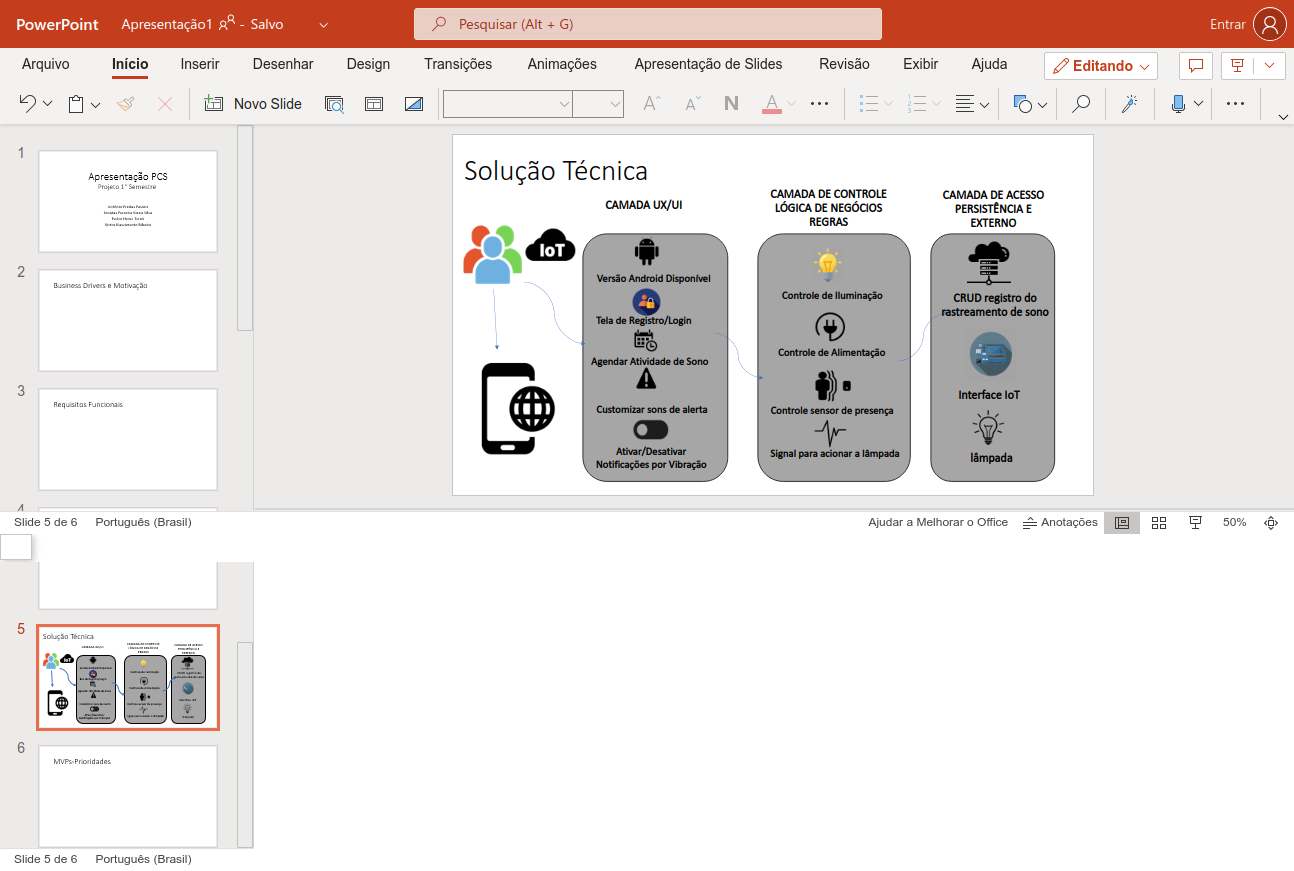 PowerPoint
Apresentação1 - Salvo
Pesquisar (Alt + G)
Entrar
Arquivo
Início
Inserir
Desenhar
Design
Transições
Animações
Apresentação de Slides
Revisão
Exibir
Ajuda
Editando
Novo Slide
A
A
N
A
1
Apresentação PCS
Projeto 1° Semestre
2
Business Drivers e Motivação
3
Requisitos Funcionais
4
Solução Técnica
CAMADA UX/UI
IoT
Versão Android Disponível
Tela de Registro/Login
Agendar Atividade de Sono
Customizar sons de alerta
Ativar/Desativar
Notificações por Vibração
CAMADA DE CONTROLE
LÓGICA DE NEGÓCIOS
REGRAS
Controle de Iluminação
Controle de Alimentação
Controle sensor de presença
Signal para acionar a lâmpada
CAMADA DE ACESSO
PERSISTÊNCIA E
EXTERNO
CRUD registro do
rastreamento de sono
Interface IoT
lâmpada
Slide 5 de 6
Português (Brasil)
Ajudar a Melhorar o Office
Anotações
50%
5
Solução Técnica
6
MVPs-Prioridades
Slide 5 de 6
Português (Brasil)